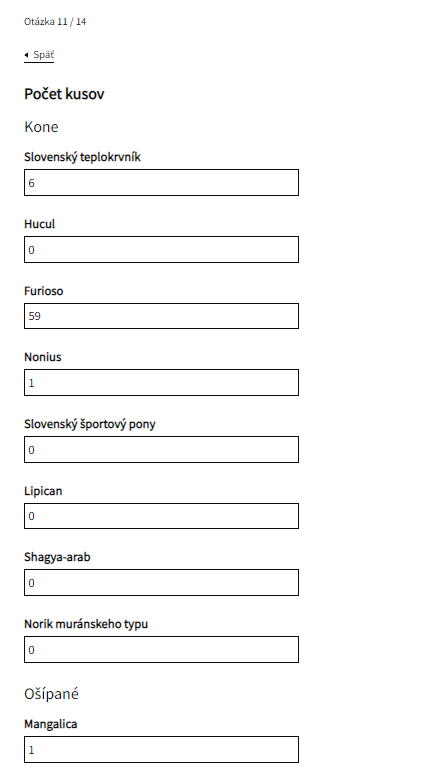 Otázka 11 / 14
Späť
Počet kusov
Kone
Slovenský teplokrvník
6
Hucul
0
Furioso
59
Nonius
1
Slovenský športový pony
0
Lipican
0
Shagya-arab
0
Norik muránskeho typu
0
Ošípané
Mangalica
1